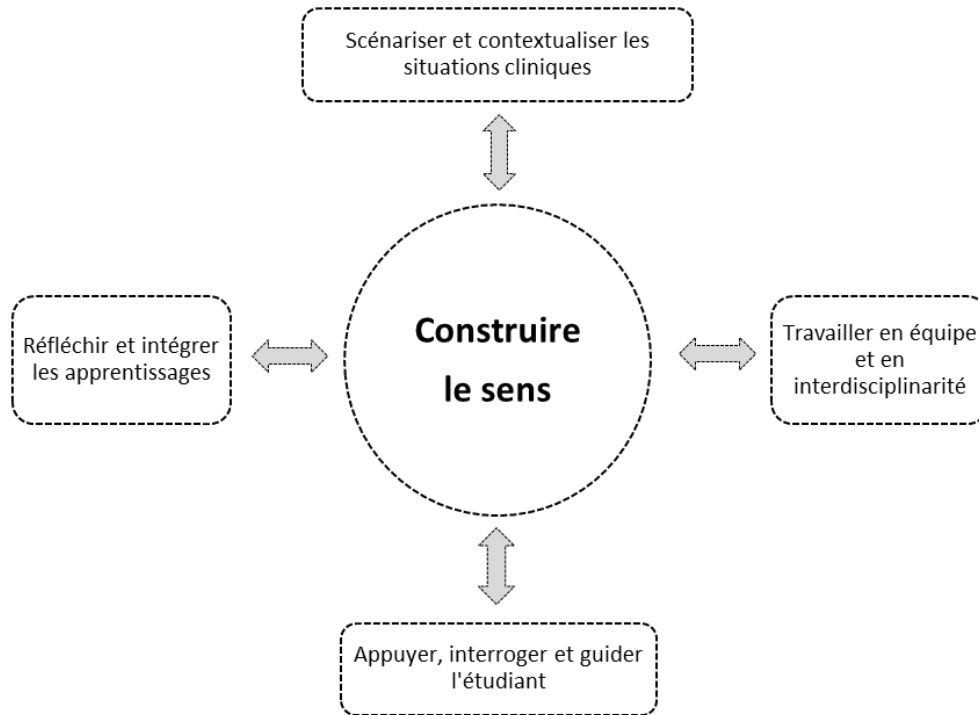 Scénariser et contextualiser les
situations cliniques
Réfléchir et intégrer
les apprentissages
Construire
le sens
Travailler en équipe
et en
interdisciplinarité
Appuyer, interroger et guider
l'étudiant